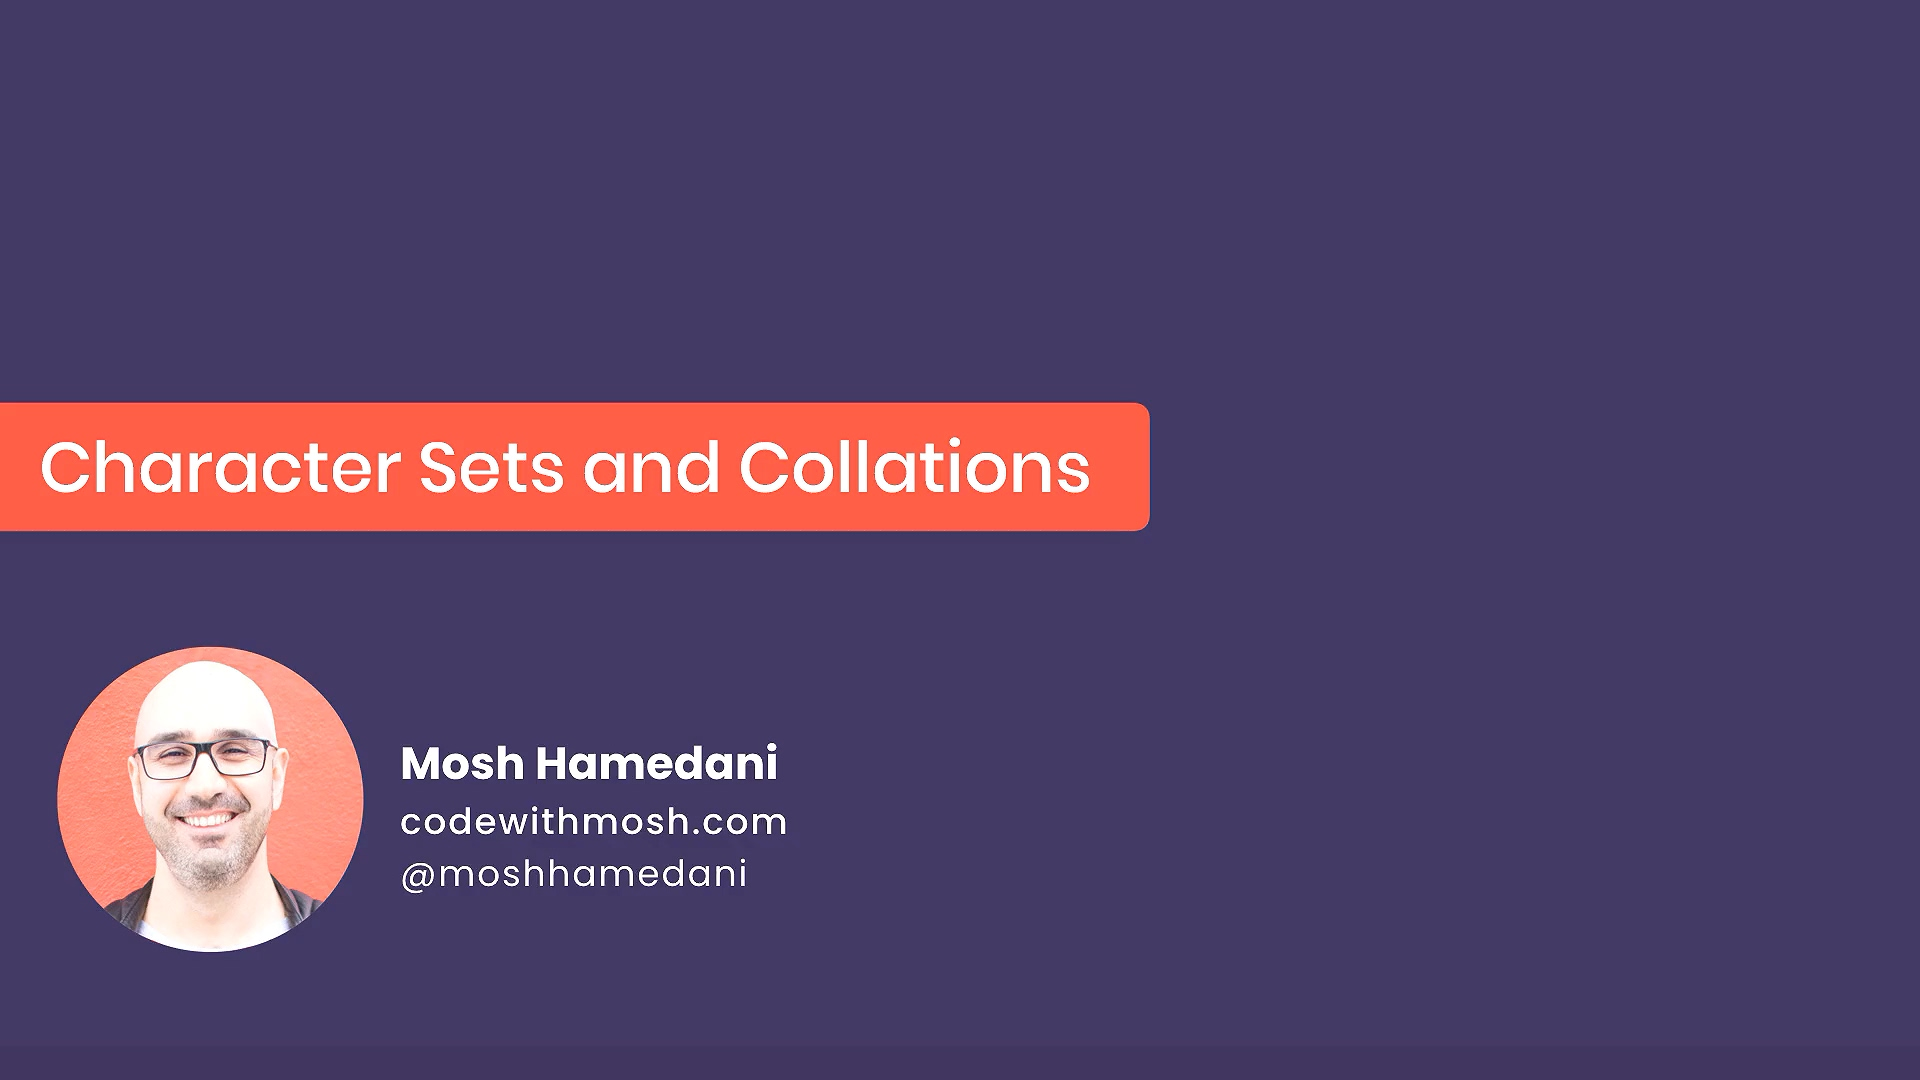 Character Sets and Collations
Mosh Hamedani
codewithmosh.com
@moshhamedani